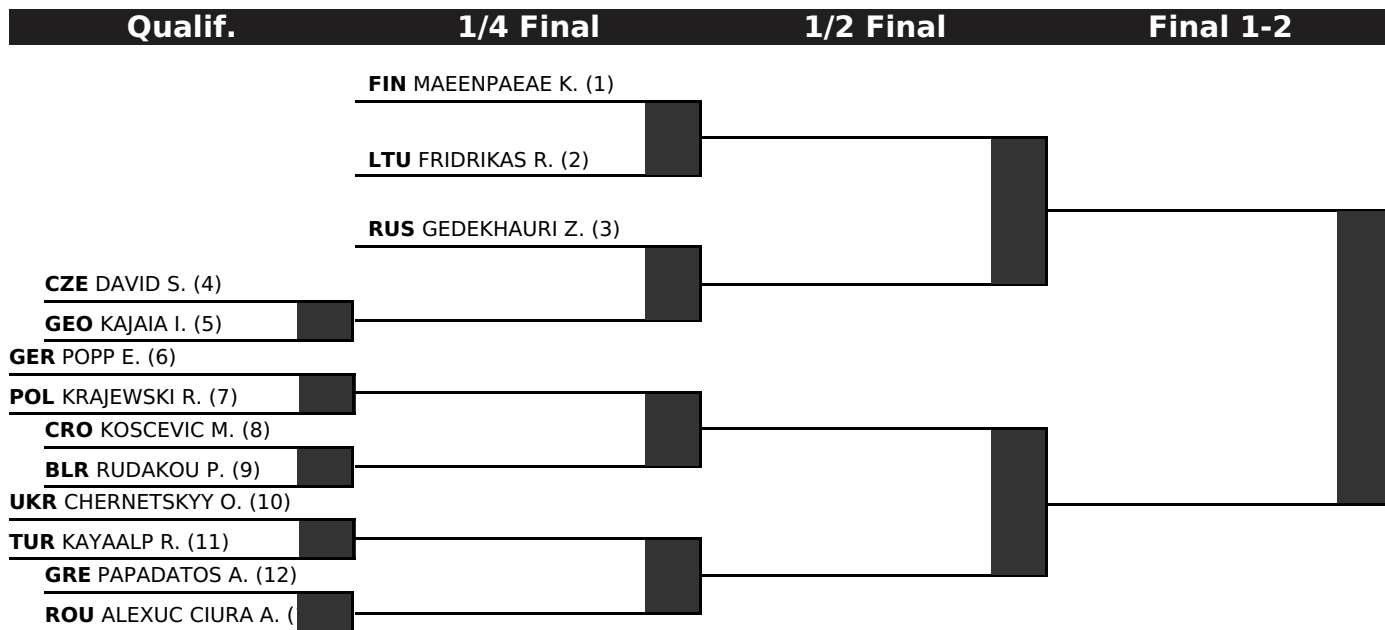 Qualif. 1/4 Final 1/2 Final Final 1-2
FIN MAEENPAEAE K. (1)
LTU FRIDRIKAS R. (2)
RUS GEDEKHAURI Z. (3)
CZE DAVID S. (4)
GEO KAJAIA I. (5)
GER POPP E. (6)
POL KRAJEWSKI R. (7)
CRO KOSCEVIC M. (8)
BLR RUDAKOU P. (9)
UKR CHERNETSKYY O. (10)
TUR KAYAALP R. (11)
GRE PAPADATOS A. (12)
ROU ALEXUC CIURA A. (